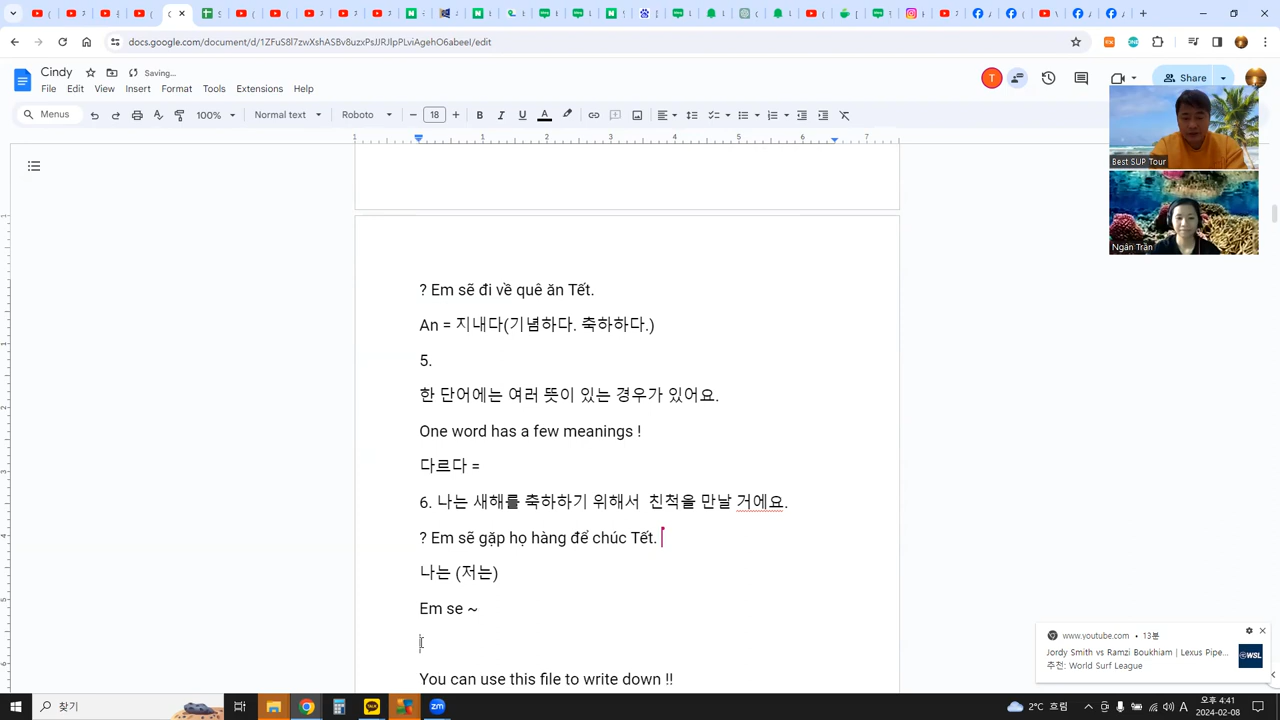 docs.google.com/document/d/1ZFuS8l7zwXshASBv8uzxPsJJRJlpPLviAgehO6abeeI/edit
Cindy
Saving...
File Edit View Insert Format Tools Extensions Help
Share
Menus
100%
Normal text
Roboto
18
Best SUP Tour
Ngân Trần
? Em sẽ đi về quê ăn Tết.
An = 지내다(기념하다. 축하하다.)
5.
한 단어에는 여러 뜻이 있는 경우가 있어요.
One word has a few meanings !
다르다 =
6. 나는 새해를 축하하기 위해서 친척을 만날 거에요.
? Em sẽ gặp họ hàng để chúc Tết.
나는 (저는)
Em se ~
You can use this file to write down !!
www.youtube.com • 13분
Jordy Smith vs Ramzi Boukhiam | Lexus Pipe...
추천: World Surf League
WSL
찾기
2°C 흐림
A
오후 4:41
2024-02-08